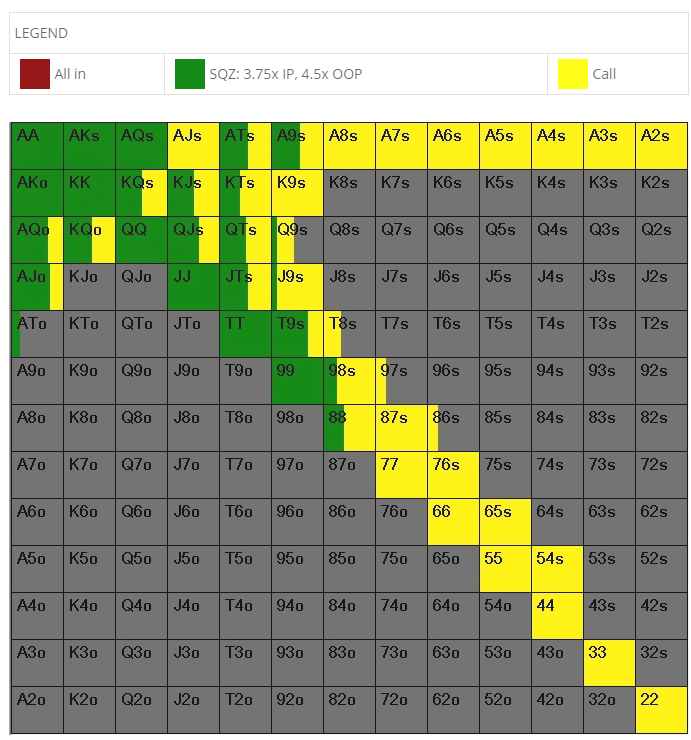 LEGEND
All in SQZ: 3.75x IP, 4.5x OOP Call
AA AKs AQs AJs ATs A9s A8s A7s A6s A5s A4s A3s A2s
AKo KK KQs KJs KTs K9s K8s K7s K6s K5s K4s K3s K2s
AQo KQo QQ QJs QTs Q9s Q8s Q7s Q6s Q5s Q4s Q3s Q2s
AJo KJo QJo JJ JTs J9s J8s J7s J6s J5s J4s J3s J2s
ATo KTo QTo JTo TT T9s T8s T7s T6s T5s T4s T3s T2s
A9o K9o Q9o J9o T9o 99 98s 97s 96s 95s 94s 93s 92s
A8o K8o Q8o J8o T8o 98o 88 87s 86s 85s 84s 83s 82s
A7o K7o Q7o J7o T7o 97o 87o 77 76s 75s 74s 73s 72s
A6o K6o Q6o J6o T6o 96o 86o 76o 66 65s 64s 63s 62s
A5o K5o Q5o J5o T5o 95o 85o 75o 65o 55 54s 53s 52s
A4o K4o Q4o J4o T4o 94o 84o 74o 64o 54o 44 43s 42s
A3o K3o Q3o J3o T3o 93o 83o 73o 63o 53o 43o 33 32s
A2o K2o Q2o J2o T2o 92o 82o 72o 62o 52o 42o 32o 22